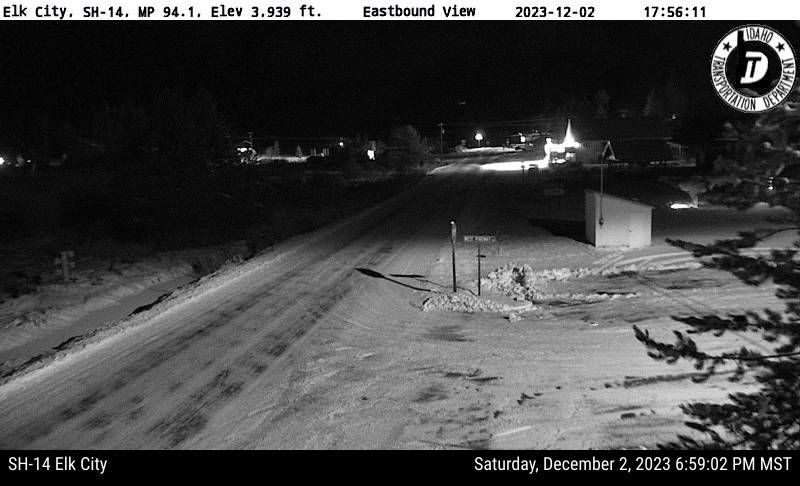 Elk City, SH-14, MP 94.1, Elev 3,939 ft. Eastbound View 2023-12-02 17:56:11
IDAHO
TRANSPORTATION DEPARTMENT
SH-14 Elk City Saturday, December 2, 2023 6:59:02 PM MST